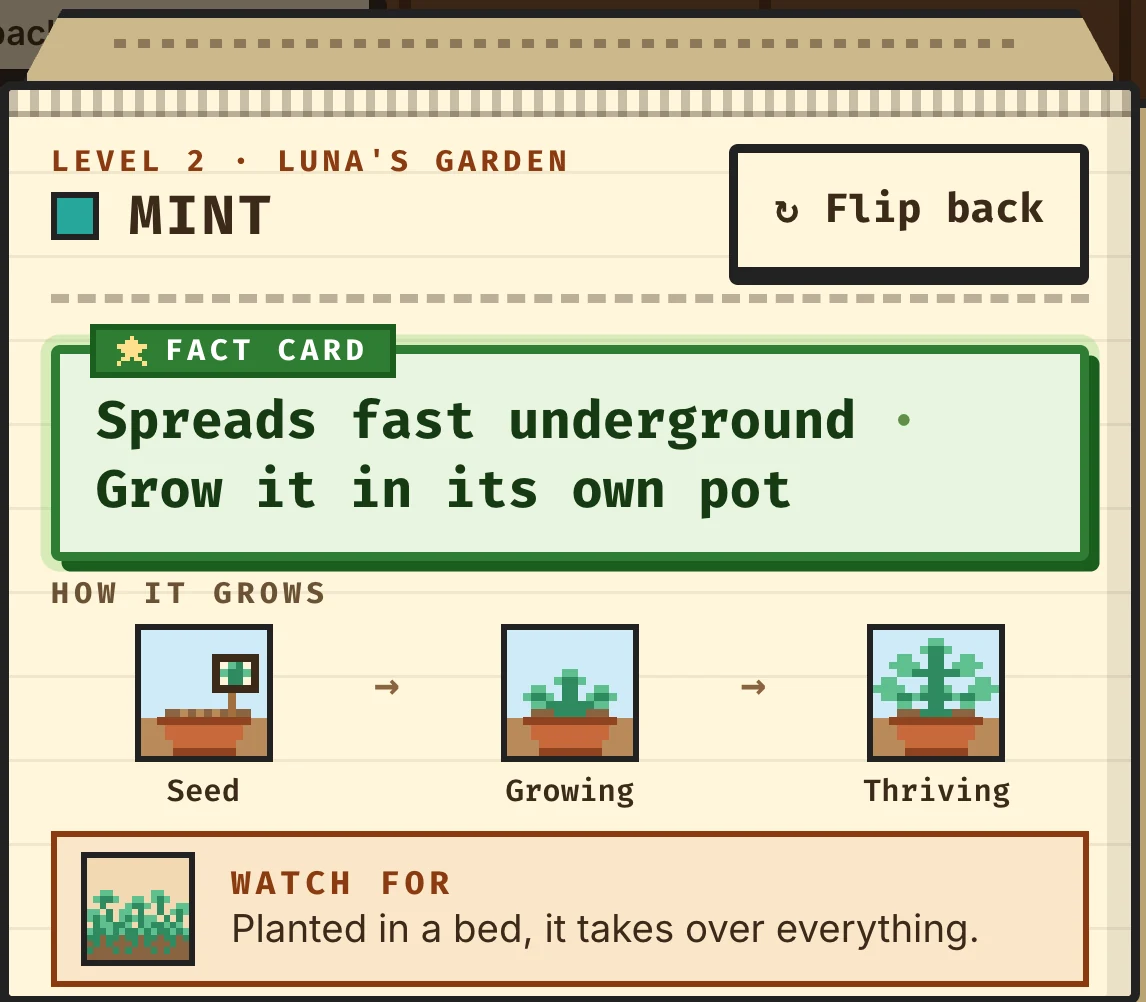 LEVEL 2 · LUNA'S GARDEN
MINT
↻ Flip back
FACT CARD
Spreads fast underground ·
Grow it in its own pot
HOW IT GROWS
→ →
Seed Growing Thriving
WATCH FOR
Planted in a bed, it takes over everything.